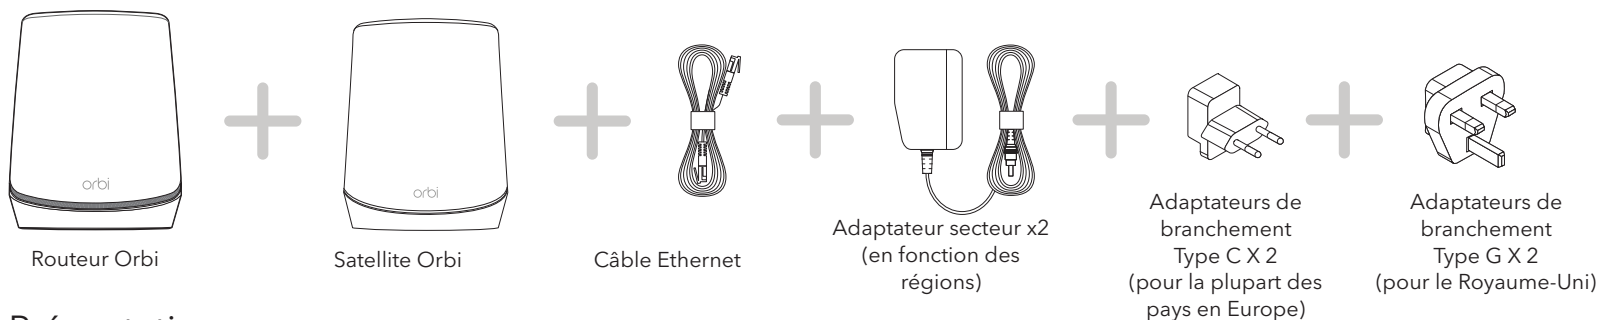 orbi
orbi
Routeur Orbi
Satellite Orbi
Câble Ethernet
Adaptateur secteur x2
(en fonction des
régions)
Adaptateurs de
branchement
Type C X 2
(pour la plupart des
pays en Europe)
Adaptateurs de
branchement
Type G X 2
(pour le Royaume-Uni)